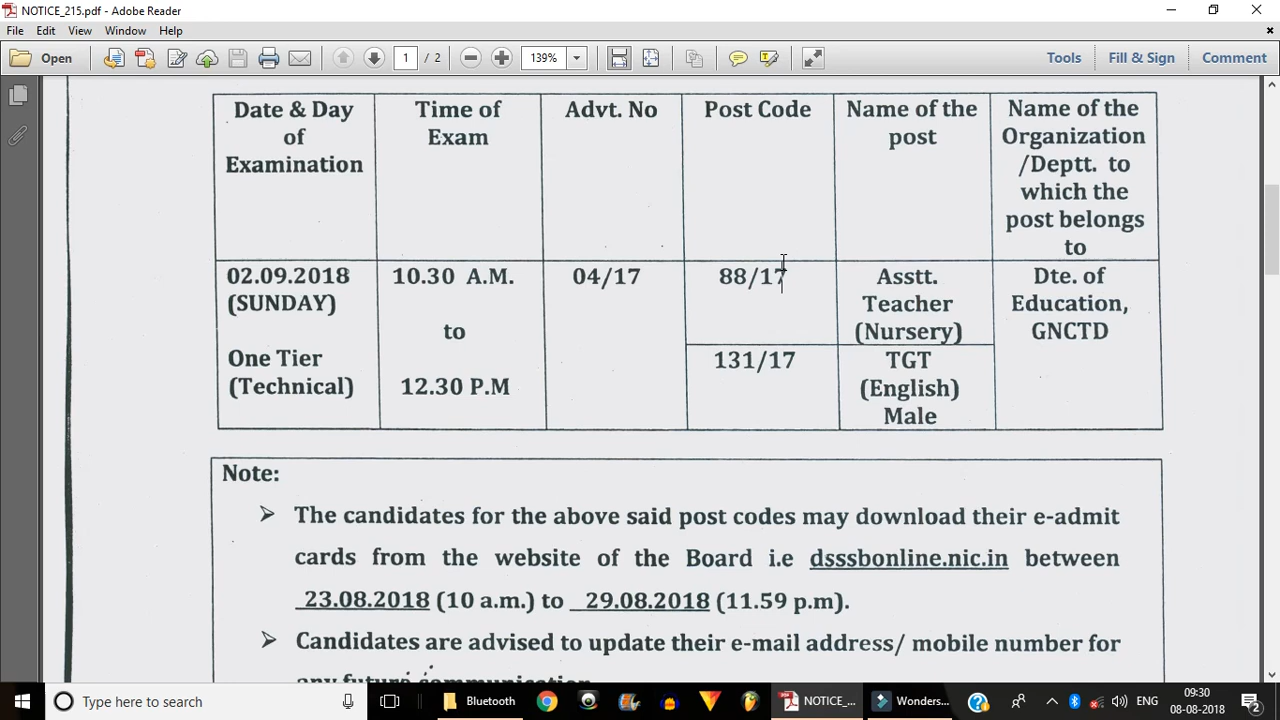 NOTICE_215.pdf - Adobe Reader
File Edit View Window Help
Open 1 / 2 139% Tools Fill & Sign Comment
Date & Day of Examination
Time of Exam
Advt. No
Post Code
Name of the post
Name of the Organization /Deptt. to which the post belongs to
02.09.2018
(SUNDAY)
One Tier
(Technical)
10.30 A.M.
to
12.30 P.M
04/17
88/17
Asstt.
Teacher
(Nursery)
Dte. of
Education,
GNCTD
131/17
TGT
(English)
Male
Note:
➢ The candidates for the above said post codes may download their e-admit
cards from the website of the Board i.e dsssbonline.nic.in between
23.08.2018 (10 a.m.) to 29.08.2018 (11.59 p.m).
➢ Candidates are advised to update their e-mail address/ mobile number for
any future communication
Type here to search
Bluetooth
NOTICE_...
Wonders...
ENG
09:30
08-08-2018
2